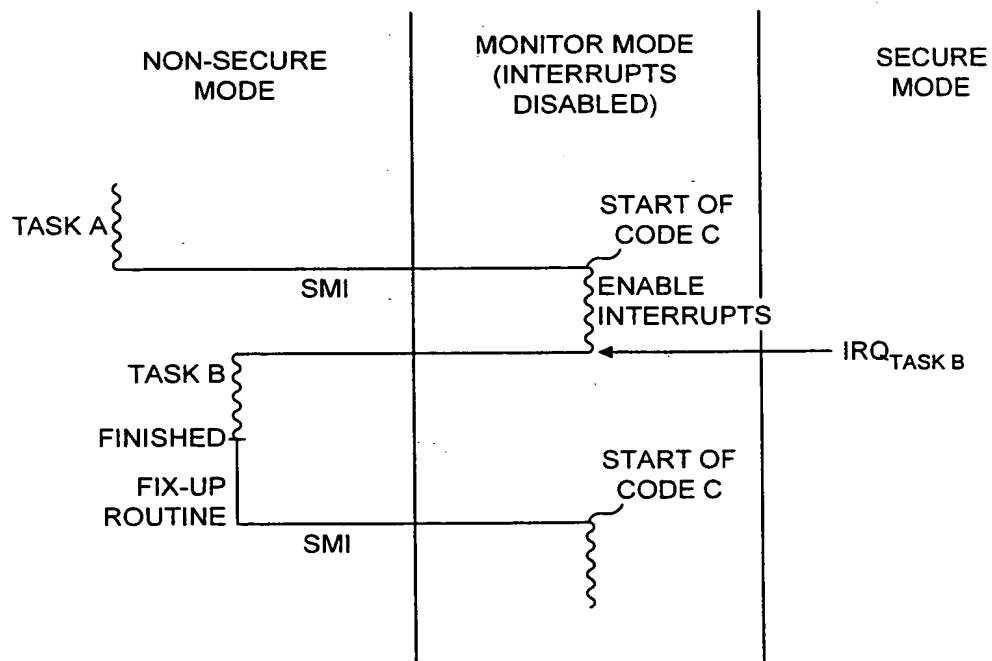 NON-SECURE
MODE
MONITOR MODE
(INTERRUPTS
DISABLED)
SECURE
MODE
TASK A
START OF
CODE C
SMI
ENABLE
INTERRUPTS
IRQTASK B
TASK B
FINISHED
FIX-UP
ROUTINE
START OF
CODE C
SMI